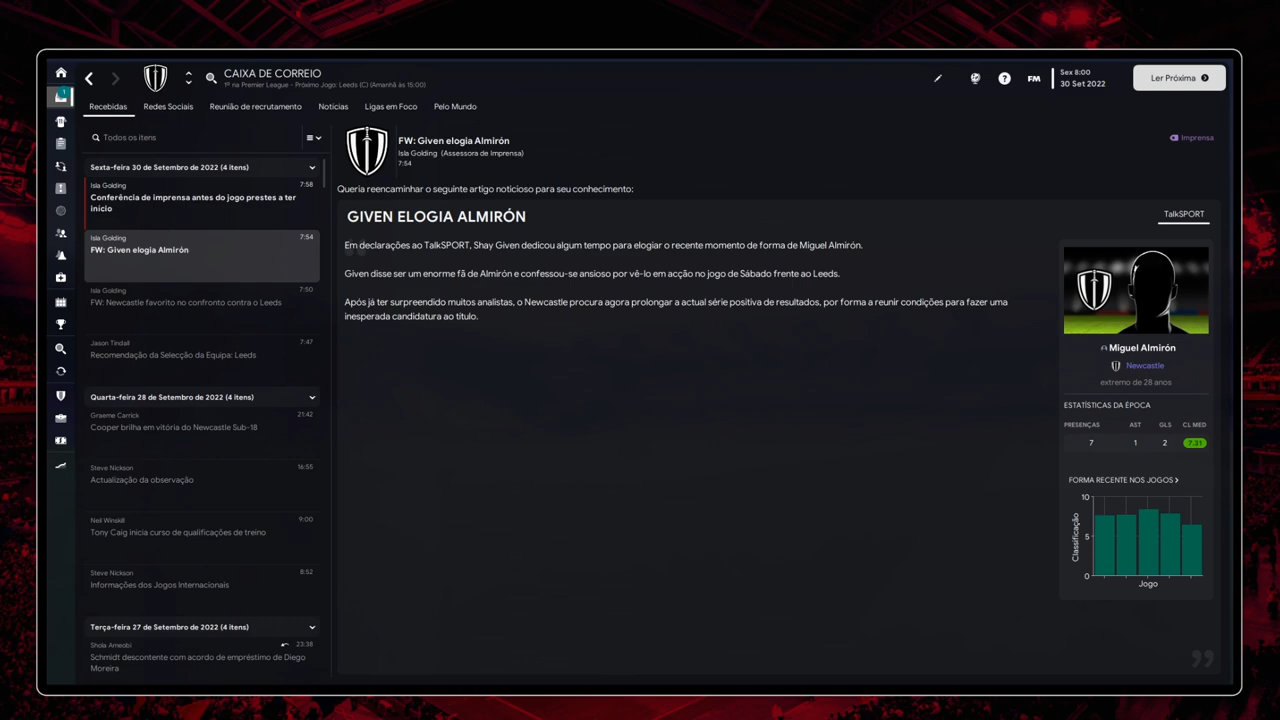 CAIXA DE CORREIO
1º na Premier League - Próximo Jogo: Leeds (C) (Amanhã às 15:00)
FM
Sex 8:00
30 Set 2022
Ler Próxima
1
Recebidas
Redes Sociais
Reunião de recrutamento
Notícias
Ligas em Foco
Pelo Mundo
Todos os itens
Sexta-feira 30 de Setembro de 2022 (4 itens)
Isla Golding 7:58
Conferência de imprensa antes do jogo prestes a ter
início
Isla Golding 7:54
FW: Given elogia Almirón
Isla Golding 7:50
FW: Newcastle favorito no confronto contra o Leeds
Jason Tindall 7:47
Recomendação da Selecção da Equipa: Leeds
Quarta-feira 28 de Setembro de 2022 (4 itens)
Graeme Carrick 21:42
Cooper brilha em vitória do Newcastle Sub-18
Steve Nickson 16:55
Actualização da observação
Neil Winskill 9:00
Tony Caig inicia curso de qualificações de treino
Steve Nickson 8:52
Informações dos Jogos Internacionais
Terça-feira 27 de Setembro de 2022 (4 itens)
Shola Ameobi 23:38
Schmidt descontente com acordo de empréstimo de Diego
Moreira
FW: Given elogia Almirón
Isla Golding (Assessora de Imprensa)
7:54
Imprensa
Queria reencaminhar o seguinte artigo noticioso para seu conhecimento:
GIVEN ELOGIA ALMIRÓN
TalkSPORT
Em declarações ao TalkSPORT, Shay Given dedicou algum tempo para elogiar o recente momento de forma de Miguel Almirón.
Given disse ser um enorme fã de Almirón e confessou-se ansioso por vê-lo em acção no jogo de Sábado frente ao Leeds.
Após já ter surpreendido muitos analistas, o Newcastle procura agora prolongar a actual série positiva de resultados, por forma a reunir condições para fazer uma
inesperada candidatura ao título.
Miguel Almirón
Newcastle
extremo de 28 anos
ESTATÍSTICAS DA ÉPOCA
PRESENÇAS AST GLS CL MED
7 1 2 7.31
FORMA RECENTE NOS JOGOS
10
5
0
Classificação
Jogo